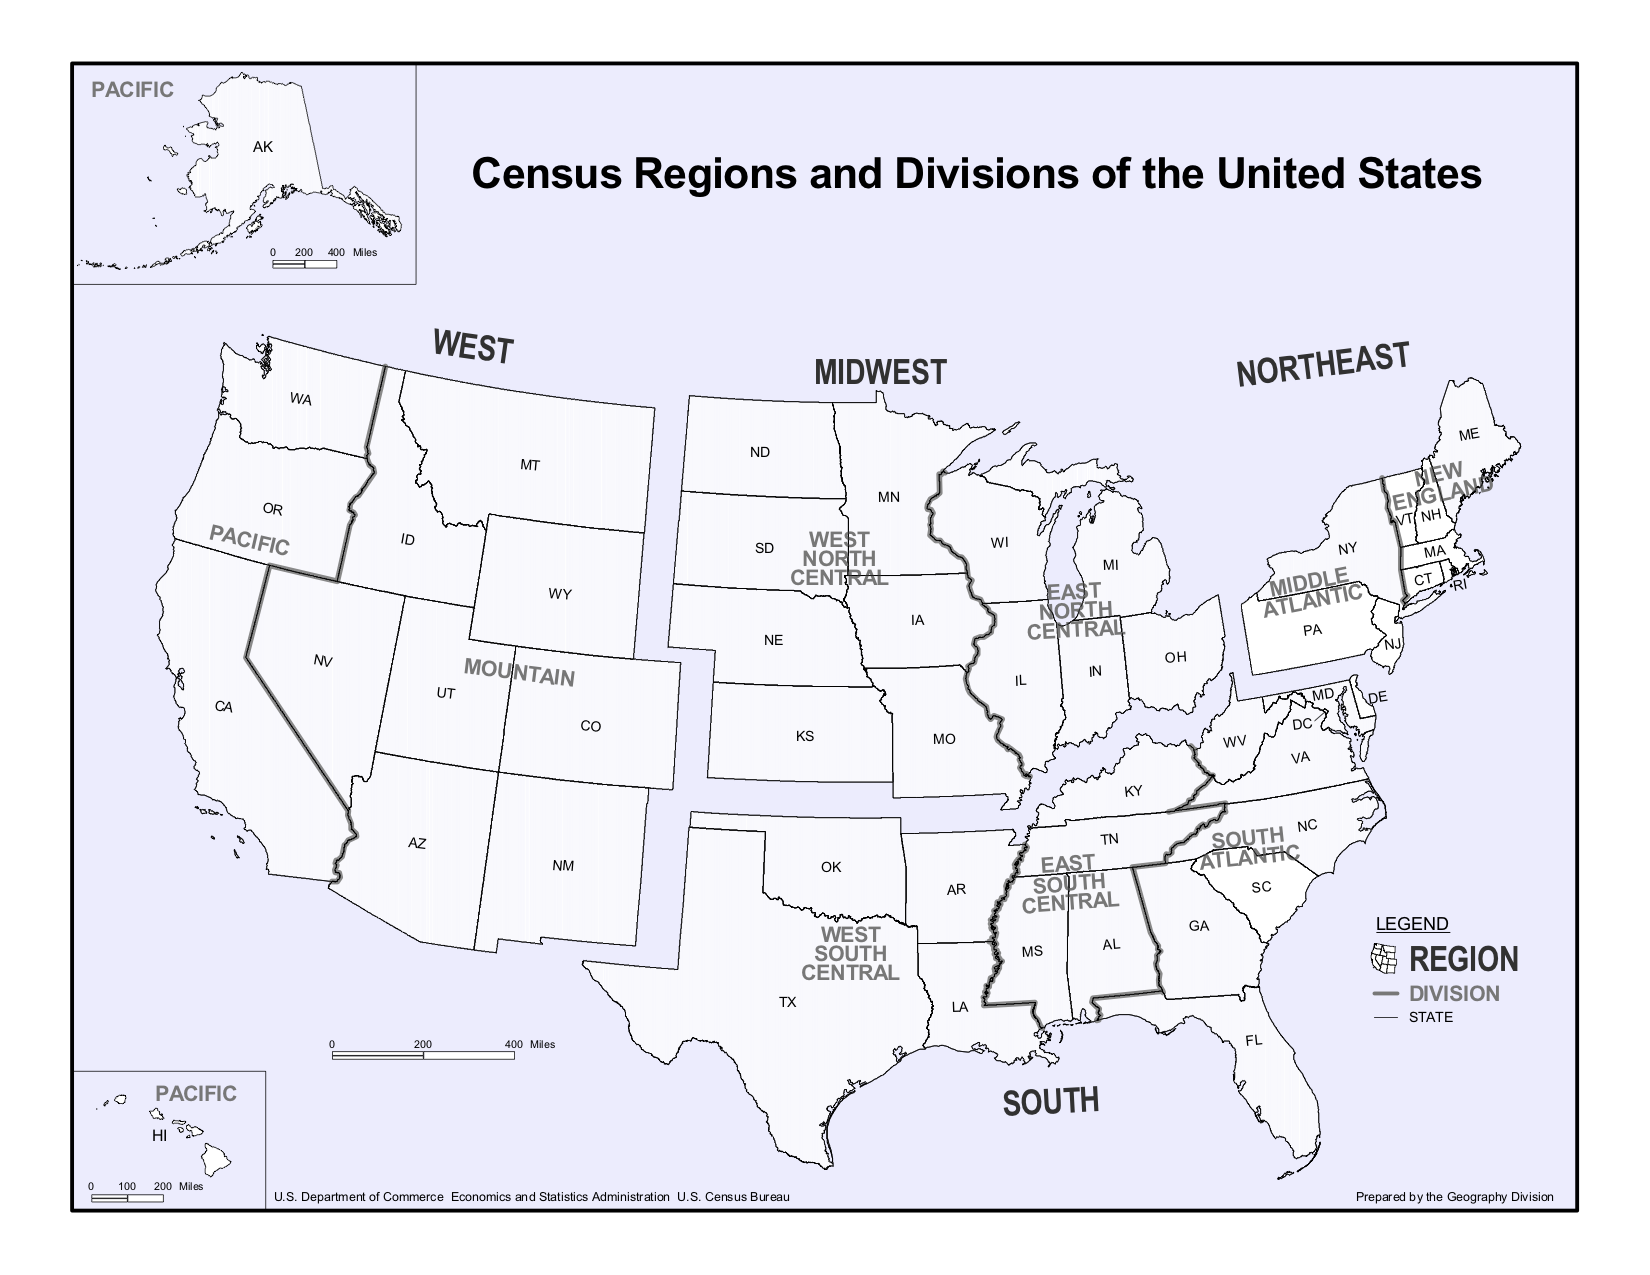 PACIFIC
AK
0 200 400 Miles
Census Regions and Divisions of the United States
WEST
MIDWEST
NORTHEAST
WA
MT
ND
MN
ME
OR
PACIFIC
ID
WY
SD
WEST
NORTH
CENTRAL
WI
MI
EAST
NORTH
CENTRAL
NEW
ENGLAND
VT
NH
NY
MA
CT
RI
MIDDLE
ATLANTIC
PA
NJ
NE
IA
IL
IN
OH
NV
UT
MOUNTAIN
CO
CA
KS
MO
MD
DE
DC
WV
VA
KY
AZ
NM
OK
AR
TN
NC
SOUTH
ATLANTIC
SC
EAST
SOUTH
CENTRAL
WEST
SOUTH
CENTRAL
MS
AL
GA
TX
LA
FL
LEGEND
REGION
DIVISION
STATE
0 200 400 Miles
SOUTH
PACIFIC
HI
0 100 200 Miles
U.S. Department of Commerce Economics and Statistics Administration U.S. Census Bureau
Prepared by the Geography Division